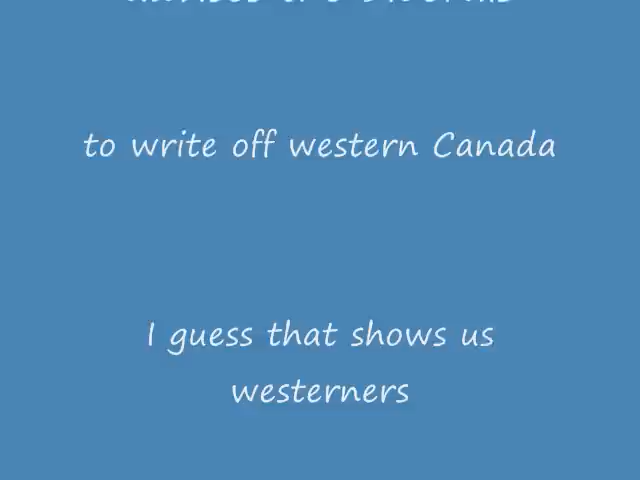 to write off western Canada
I guess that shows us
westerners